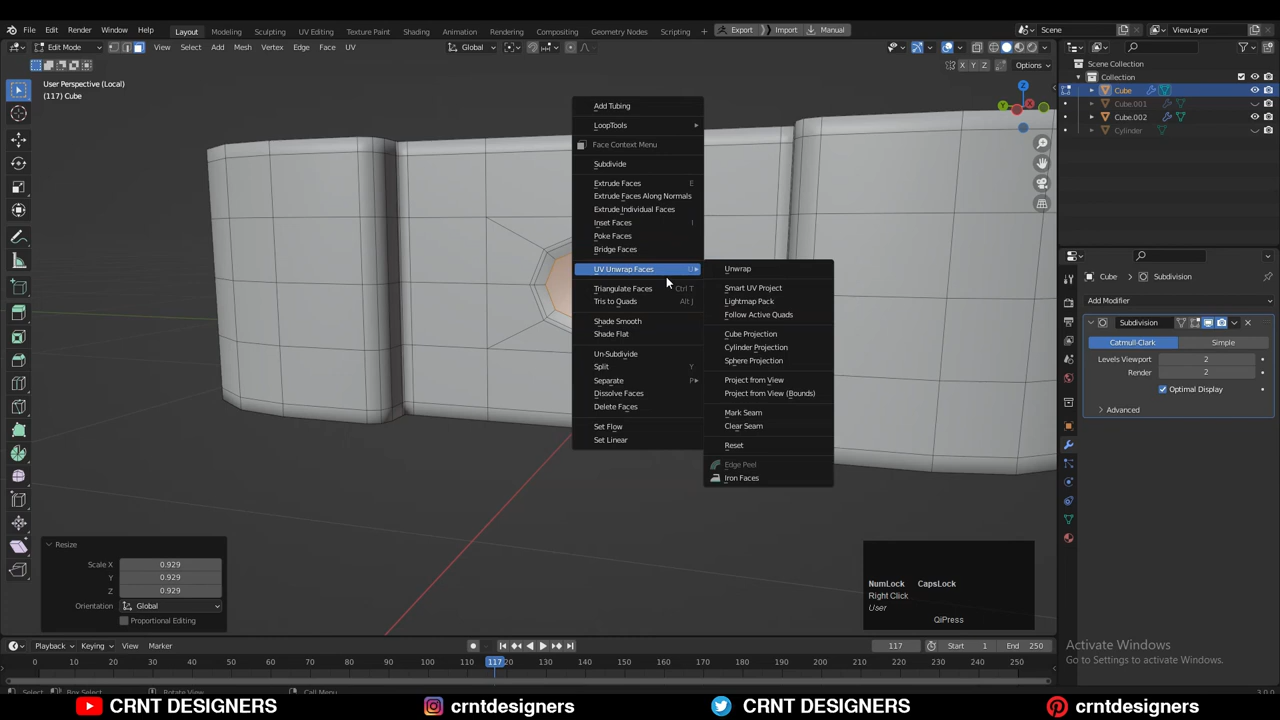 File Edit Render Window Help Layout Modeling Sculpting UV Editing Texture Paint Shading Animation Rendering Compositing Geometry Nodes Scripting + Export Import Manual Scene ViewLayer
Edit Mode View Select Add Mesh Vertex Edge Face UV Global
X Y Z Options
User Perspective (Local)
(117) Cube
Scene Collection
Collection
Cube
Cube.001
Cube.002
Cylinder
Add Tubing
LoopTools
Face Context Menu
Subdivide
Extrude Faces E
Extrude Faces Along Normals
Extrude Individual Faces
Inset Faces I
Poke Faces
Bridge Faces
UV Unwrap Faces U
Triangulate Faces Ctrl T
Tris to Quads Alt J
Shade Smooth
Shade Flat
Un-Subdivide
Split Y
Separate P
Dissolve Faces
Delete Faces
Set Flow
Set Linear
Unwrap
Smart UV Project
Lightmap Pack
Follow Active Quads
Cube Projection
Cylinder Projection
Sphere Projection
Project from View
Project from View (Bounds)
Mark Seam
Clear Seam
Reset
Edge Peel
Iron Faces
Cube Subdivision
Add Modifier
Subdivision
Catmull-Clark Simple
Levels Viewport 2
Render 2
Optimal Display
Advanced
Resize
Scale X 0.929
Y 0.929
Z 0.929
Orientation Global
Proportional Editing
NumLock CapsLock
Right Click
User
QiPress
Activate Windows
Go to Settings to activate Windows.
Playback Keying View Marker 117 Start 1 End 250
0 10 20 30 40 50 60 70 80 90 100 117 120 130 140 150 160 170 180 190 200 210 220 230 240 250
Select Box Select Rotate View Call Menu 3.0.0
CRNT DESIGNERS crntdesigners CRNT DESIGNERS crntdesigners